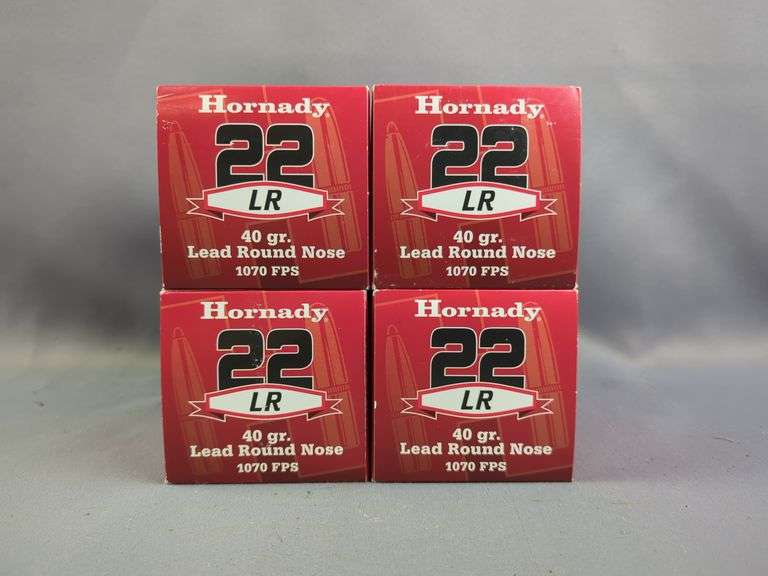 Hornady®
22
LR
40 gr.
Lead Round Nose
1070 FPS
Hornady®
22
LR
40 gr.
Lead Round Nose
1070 FPS
Hornady®
22
LR
40 gr.
Lead Round Nose
1070 FPS
Hornady®
22
LR
40 gr.
Lead Round Nose
1070 FPS